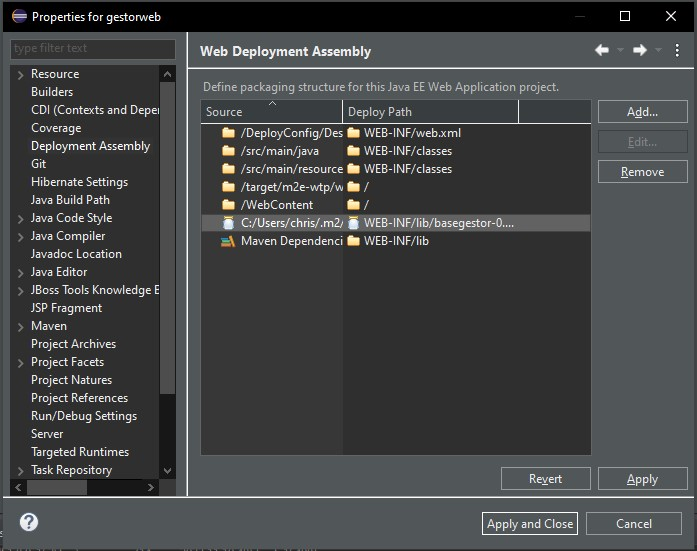 Properties for gestorweb
type filter text
Resource
Builders
CDI (Contexts and Depen
Coverage
Deployment Assembly
Git
Hibernate Settings
Java Build Path
Java Code Style
Java Compiler
Javadoc Location
Java Editor
JBoss Tools Knowledge B
JSP Fragment
Maven
Project Archives
Project Facets
Project Natures
Project References
Run/Debug Settings
Server
Targeted Runtimes
Task Repository
Web Deployment Assembly
Define packaging structure for this Java EE Web Application project.
Source Deploy Path
/DeployConfig/Des WEB-INF/web.xml
/src/main/java WEB-INF/classes
/src/main/resource WEB-INF/classes
/target/m2e-wtp/w /
/WebContent /
C:/Users/chris/.m2/ WEB-INF/lib/basegestor-0....
Maven Dependenci WEB-INF/lib
Add...
Edit...
Remove
Revert Apply
? Apply and Close Cancel